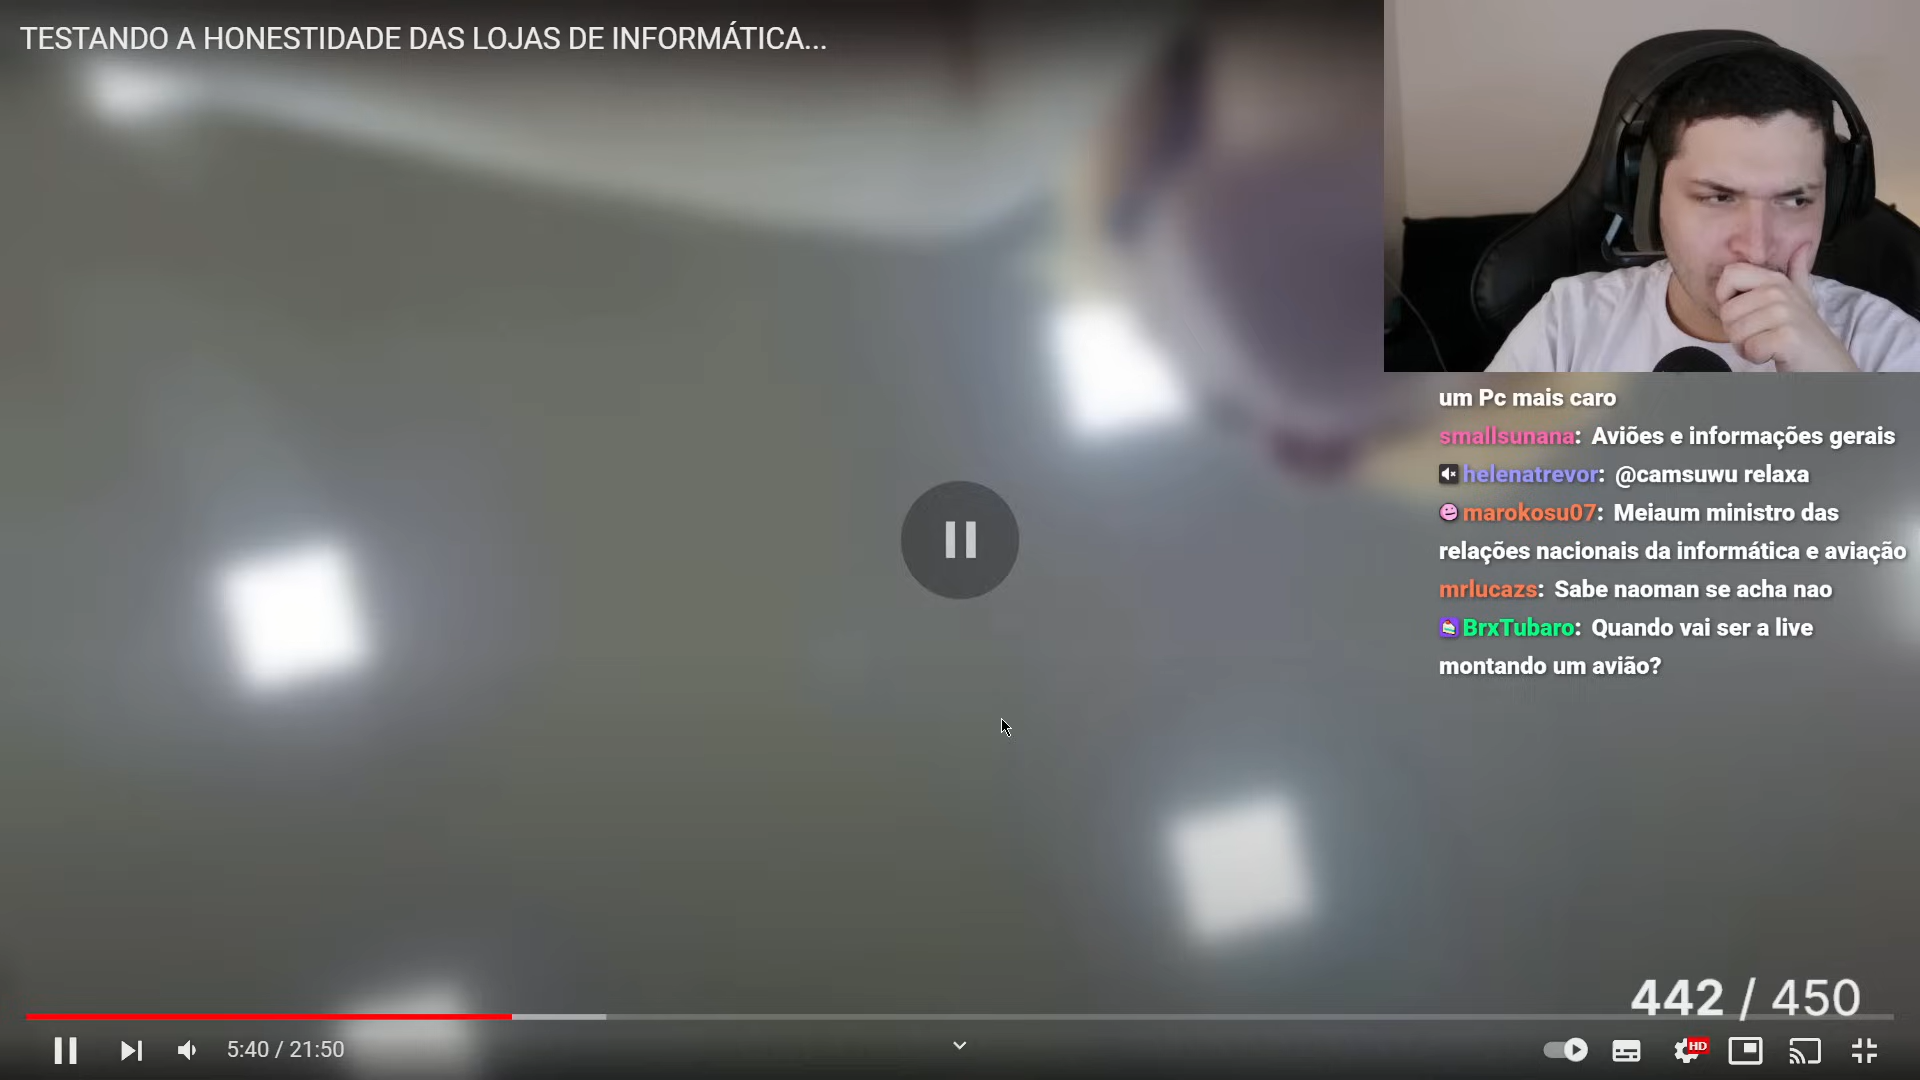 TESTANDO A HONESTIDADE DAS LOJAS DE INFORMÁTICA...
um Pc mais caro
smallsunana: Aviões e informações gerais
helenatrevor: @camsuwu relaxa
marokosu07: Meiaum ministro das
relações nacionais da informática e aviação
mrlucazs: Sabe naoman se acha nao
BrxTubaro: Quando vai ser a live
montando um avião?
442 / 450
5:40 / 21:50
HD